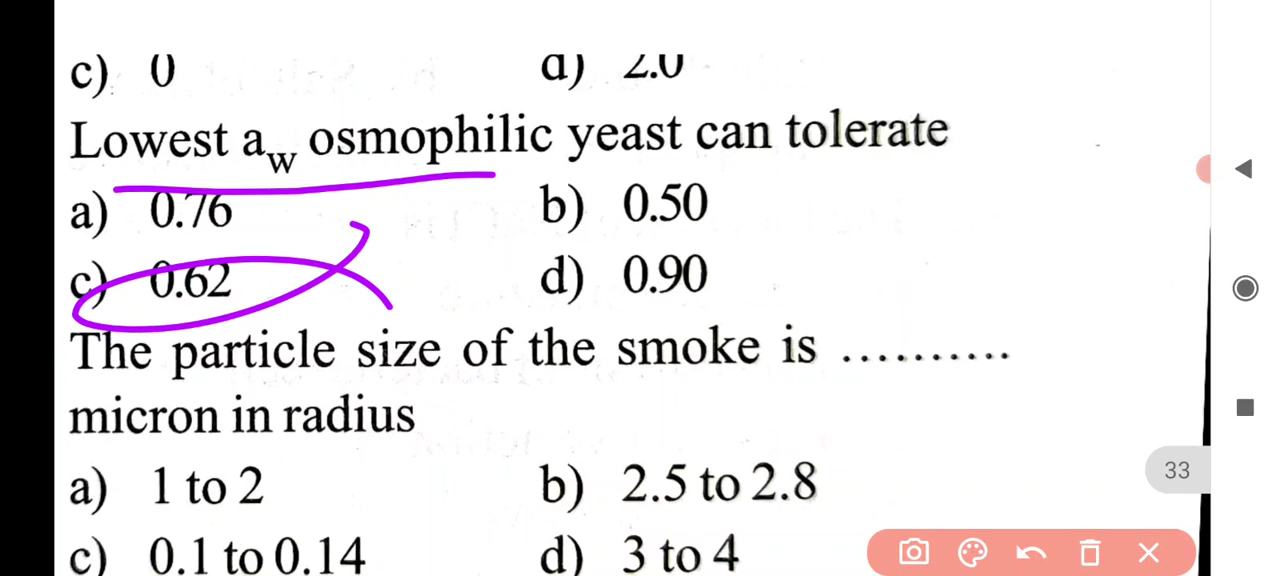 c) 0 d) 2.0
Lowest aw osmophilic yeast can tolerate
a) 0.76 b) 0.50
c) 0.62 d) 0.90
The particle size of the smoke is ..........
micron in radius
a) 1 to 2 b) 2.5 to 2.8
c) 0.1 to 0.14 d) 3 to 4
33